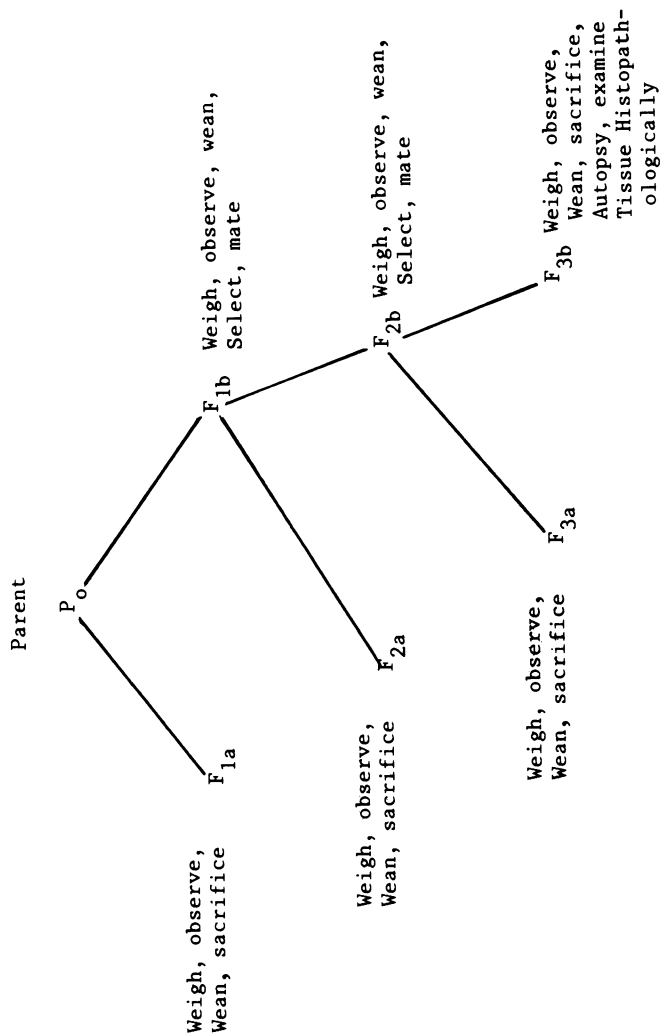 Parent
P₀
F₁ₐ
Weigh, observe,
Wean, sacrifice
F₁b
Weigh, observe, wean,
Select, mate
F₂ₐ
Weigh, observe,
Wean, sacrifice
F₂b
Weigh, observe, wean,
Select, mate
F₃ₐ
Weigh, observe,
Wean, sacrifice
F₃b
Weigh, observe,
Wean, sacrifice,
Autopsy, examine
Tissue Histopath-
ologically